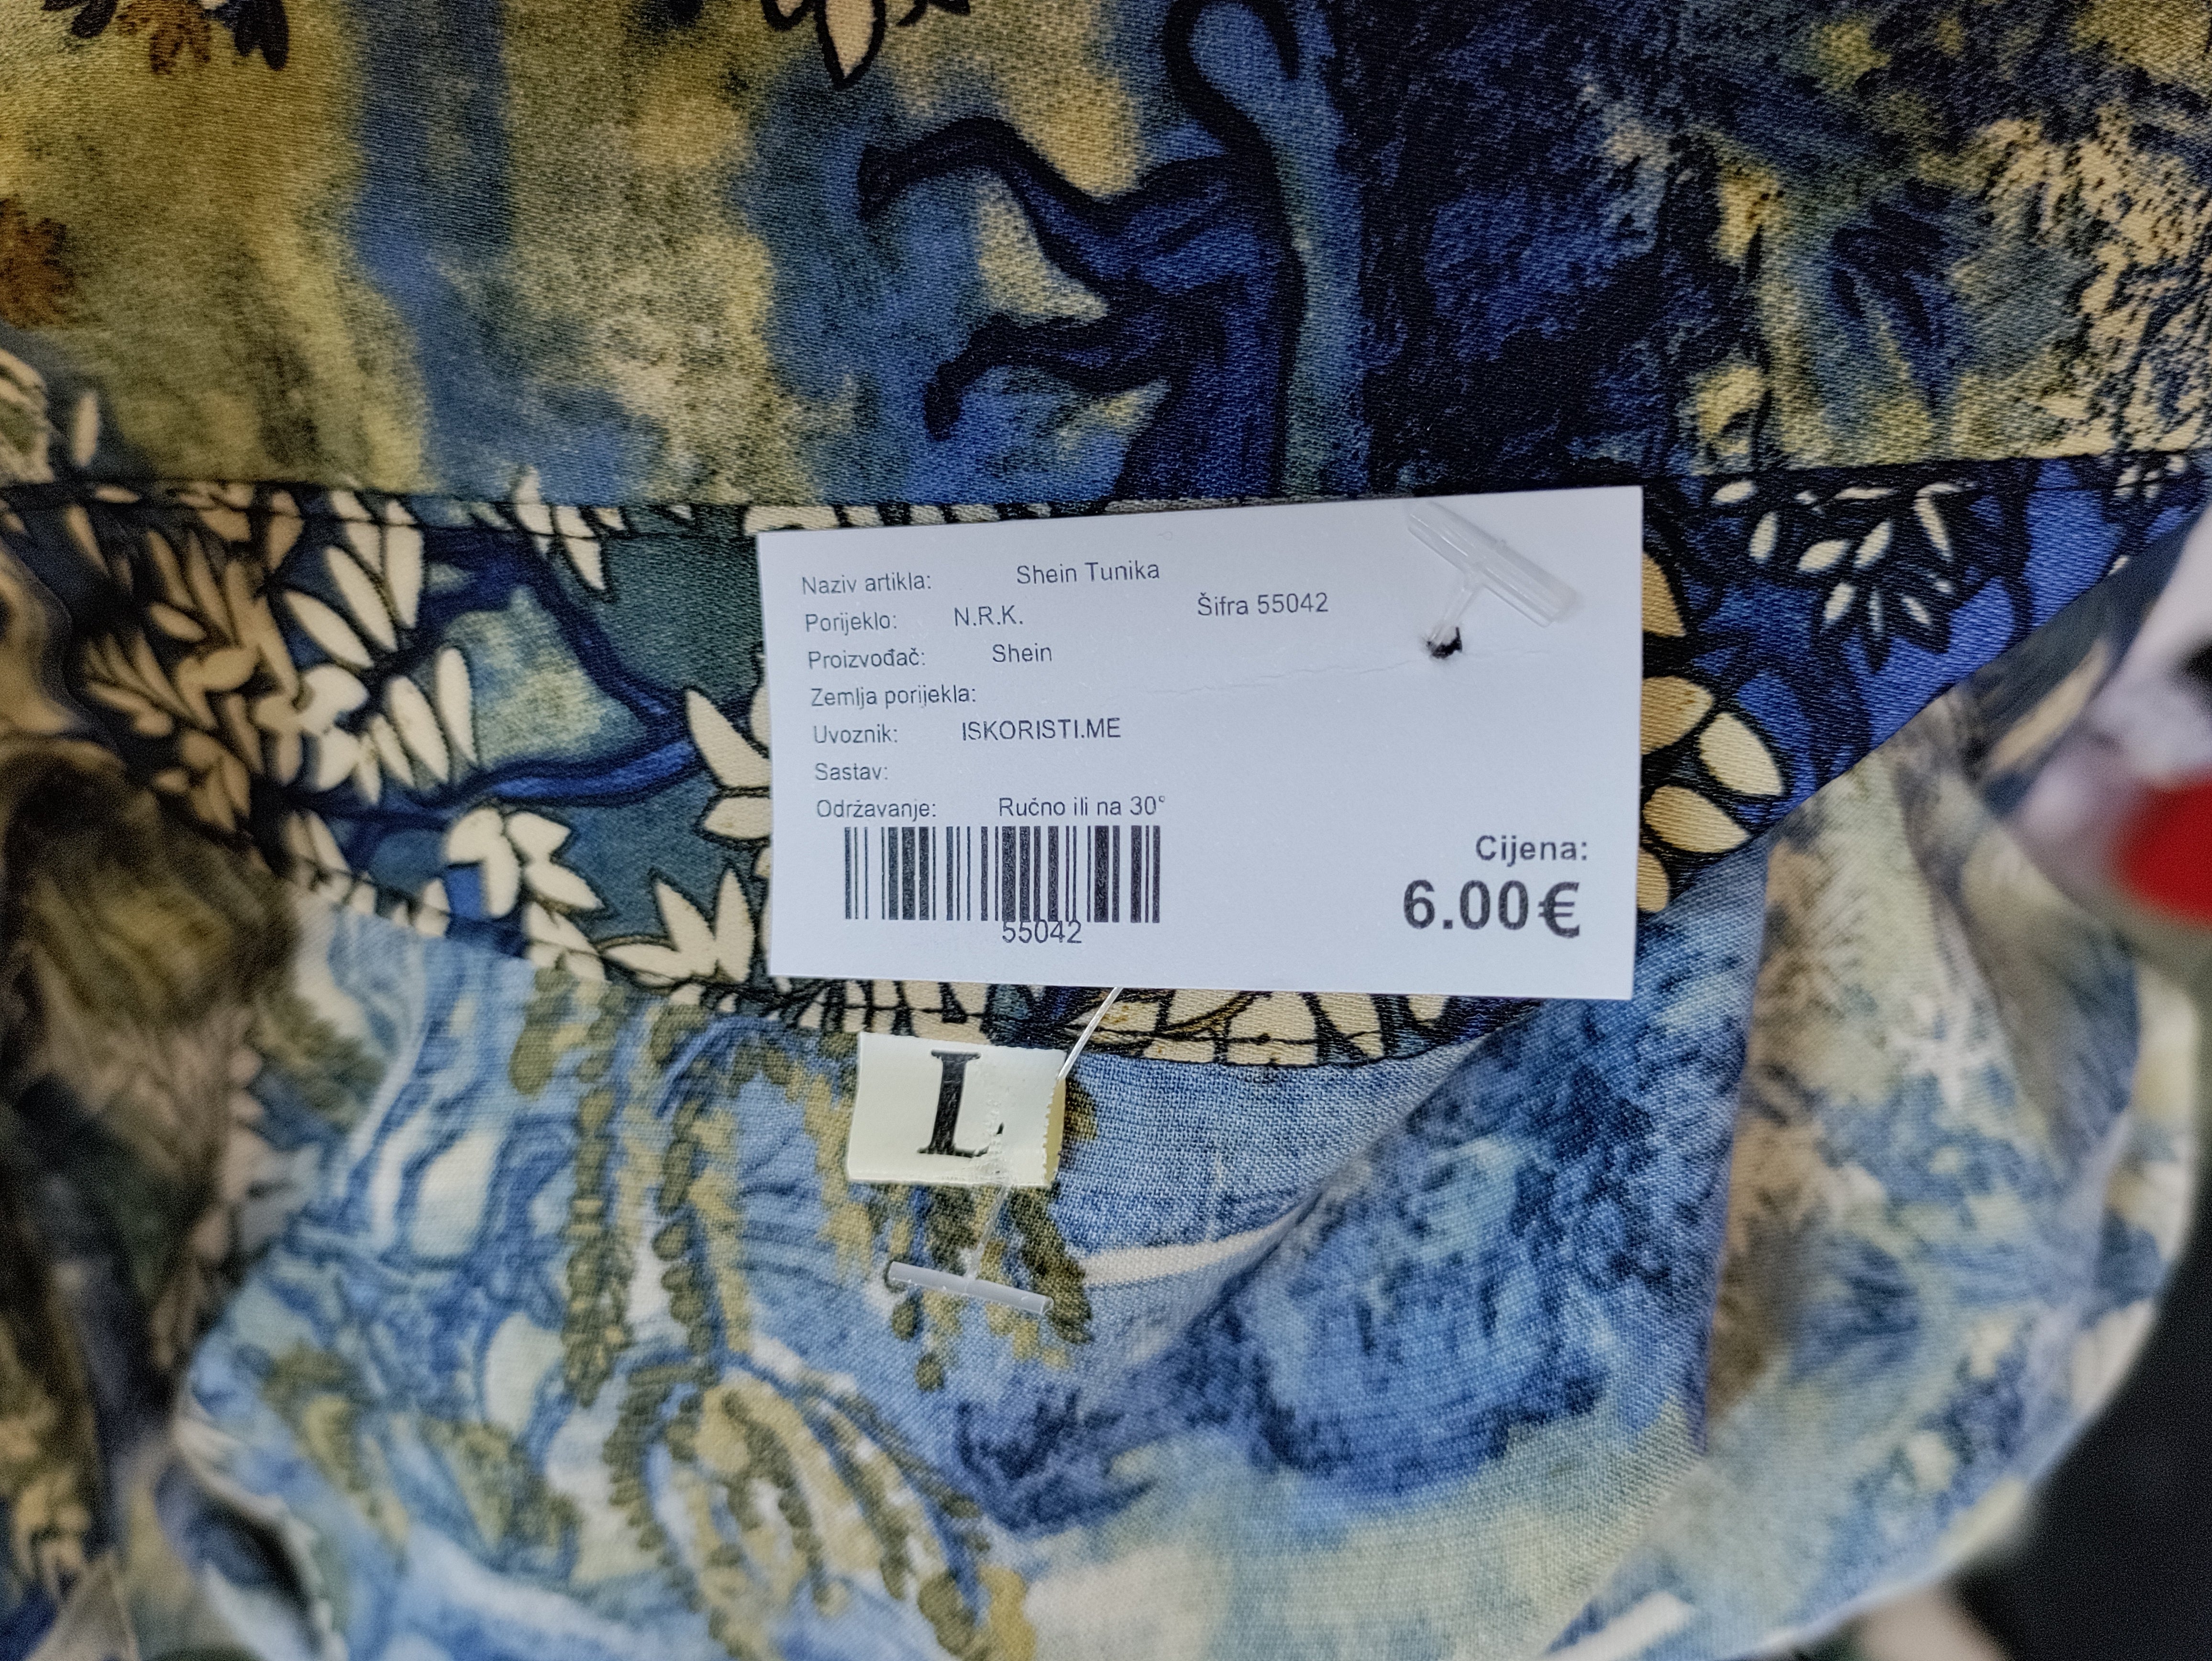 Naziv artikla: Shein Tunika
Porijeklo: N.R.K. Šifra 55042
Proizvođač: Shein
Zemlja porijekla:
Uvoznik: ISKORISTI.ME
Sastav:
Održavanje: Ručno ili na 30°
55042
Cijena:
6.00€
L